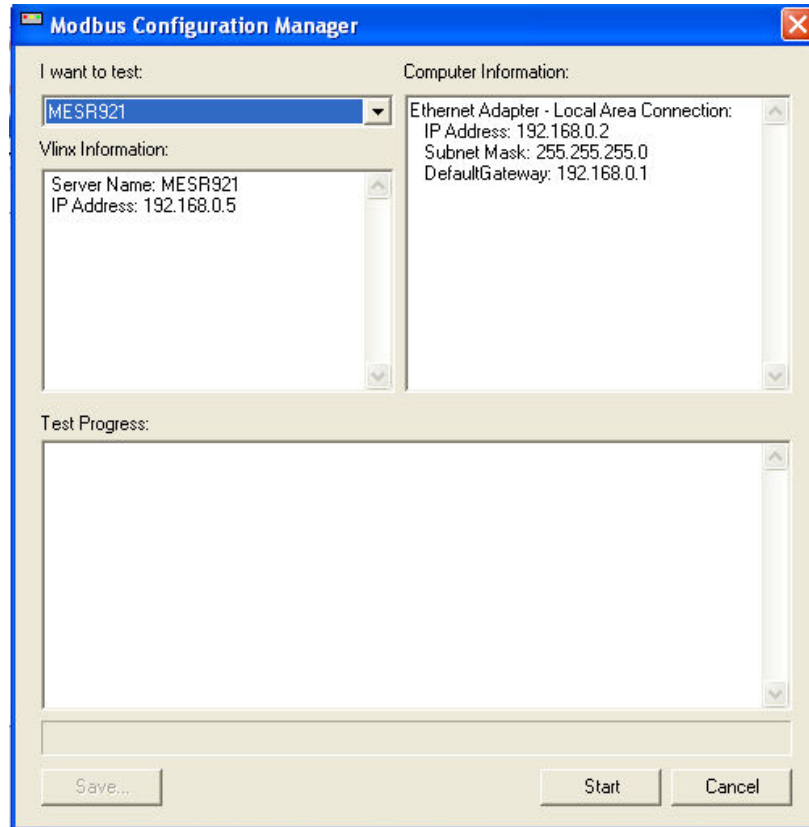 Modbus Configuration Manager
I want to test:
MESR921
Vlinx Information:
Server Name: MESR921
IP Address: 192.168.0.5
Computer Information:
Ethernet Adapter - Local Area Connection:
IP Address: 192.168.0.2
Subnet Mask: 255.255.255.0
DefaultGateway: 192.168.0.1
Test Progress:
Save...
Start
Cancel